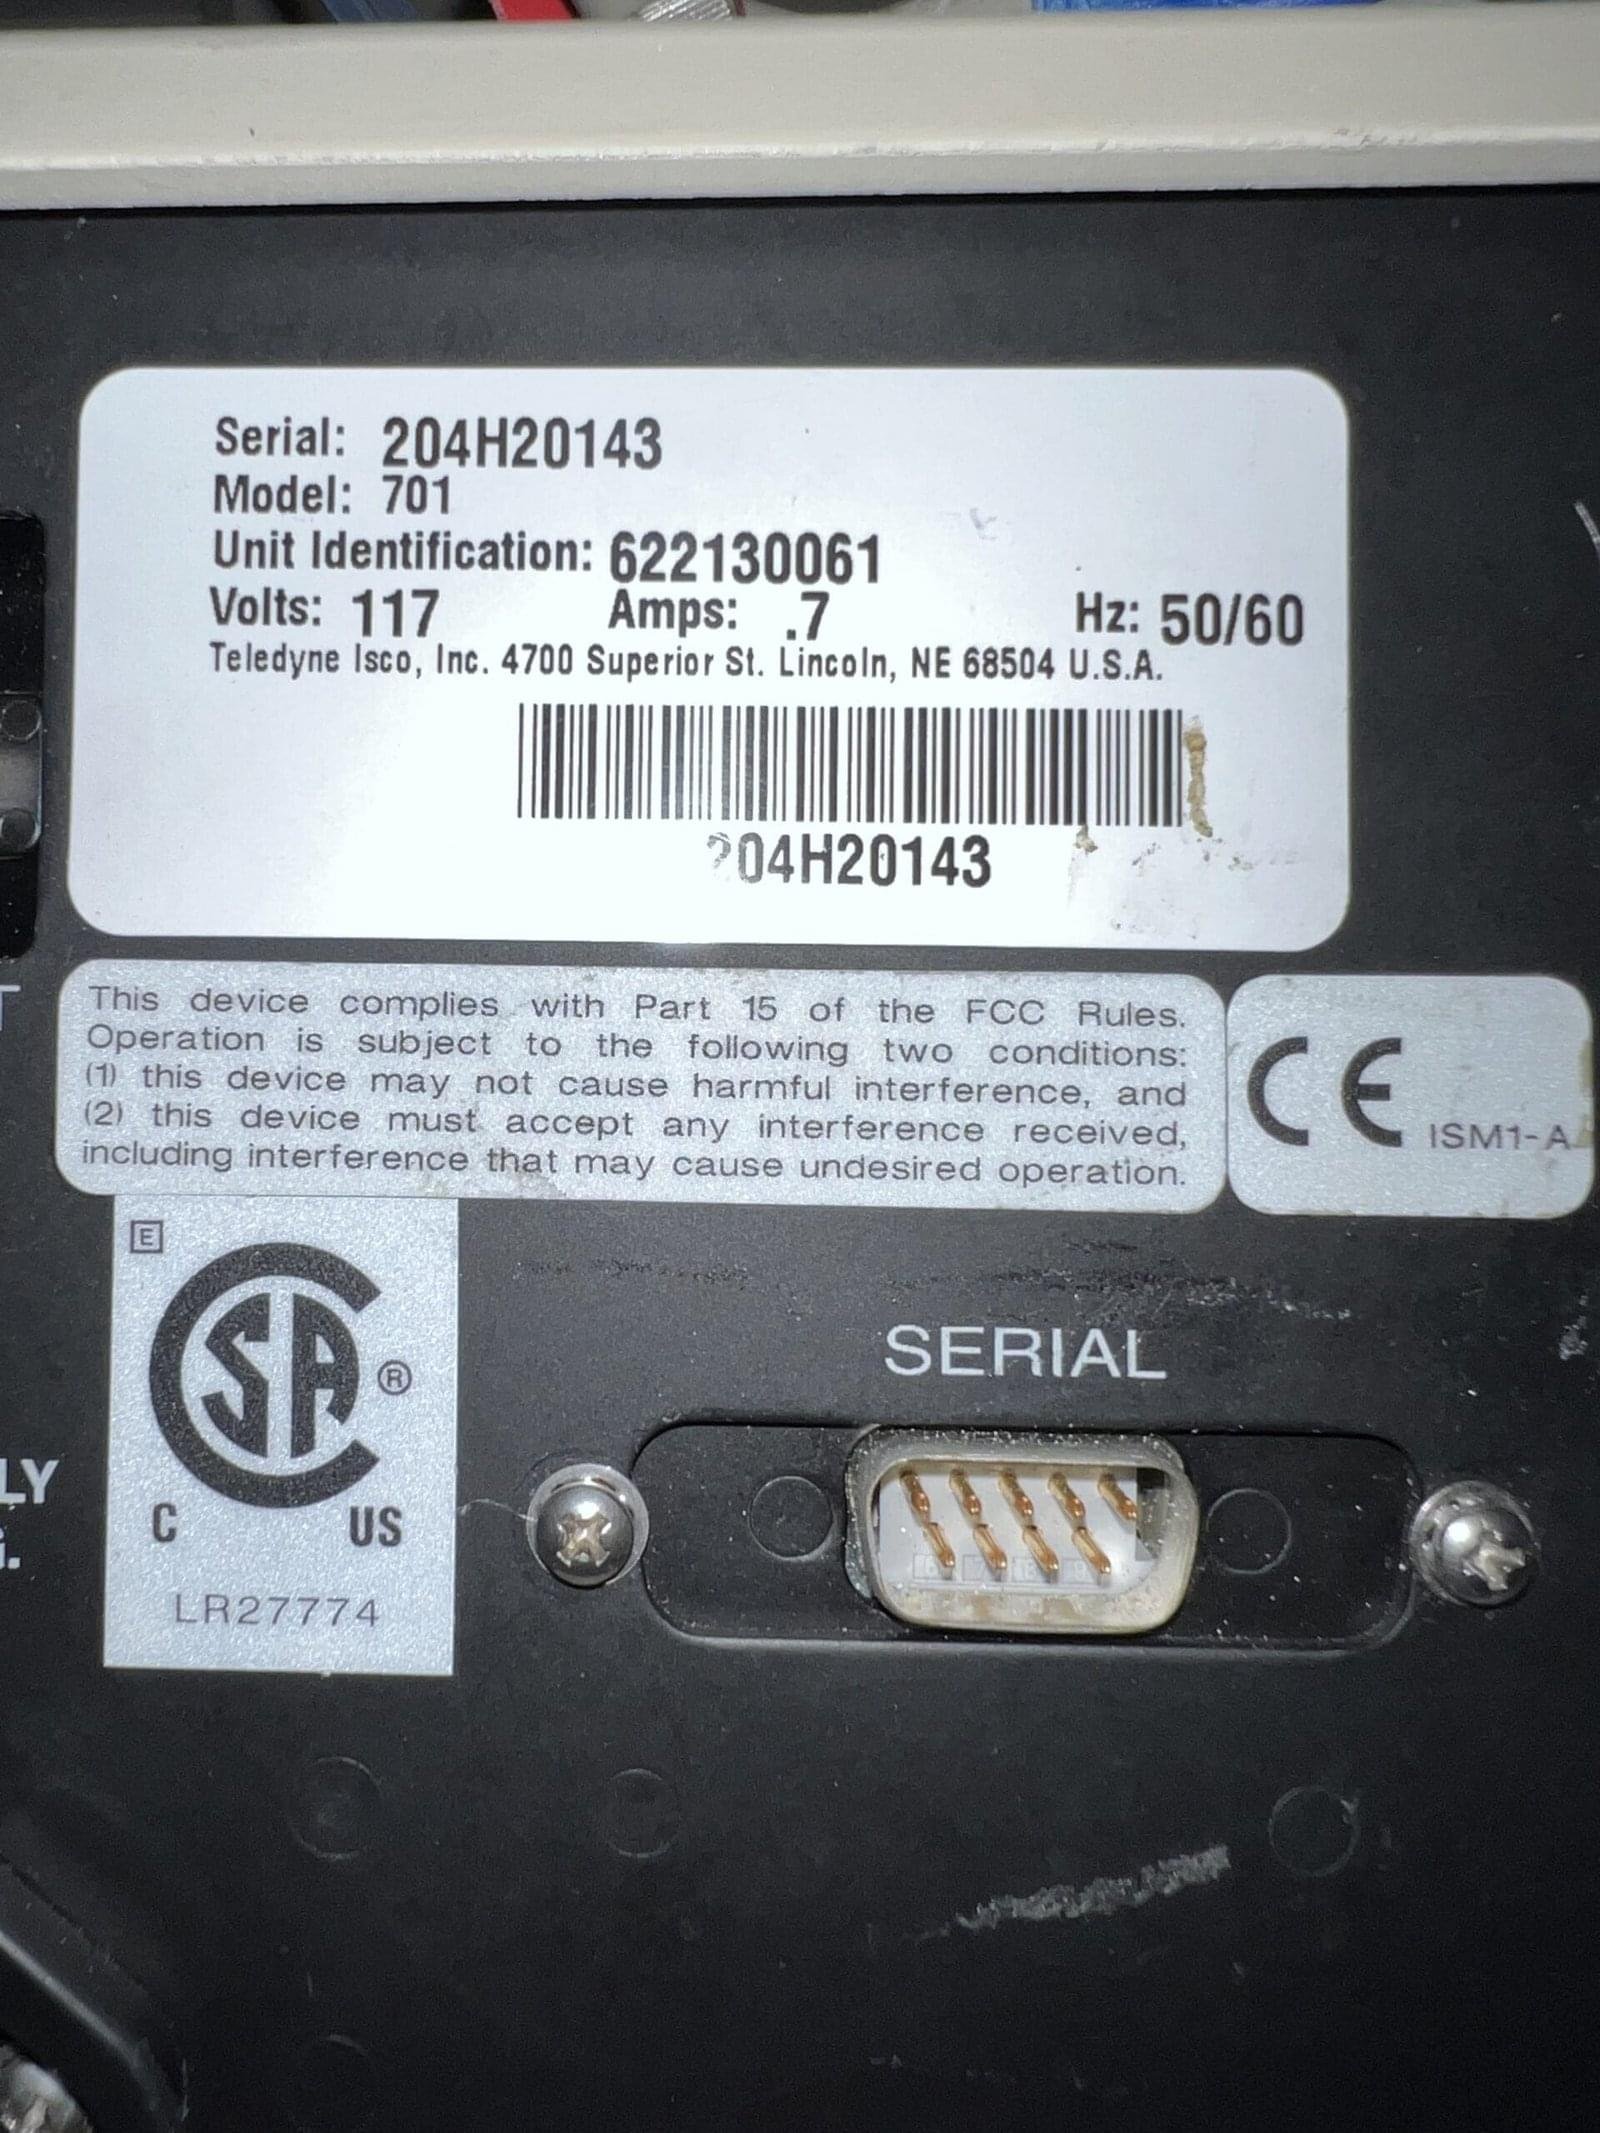 Serial: 204H20143
Model: 701
Unit Identification: 622130061
Volts: 117 Amps: .7 Hz: 50/60
Teledyne Isco, Inc. 4700 Superior St. Lincoln, NE 68504 U.S.A.
204H20143
This device complies with Part 15 of the FCC Rules.
Operation is subject to the following two conditions:
(1) this device may not cause harmful interference, and
(2) this device must accept any interference received,
including interference that may cause undesired operation.
CE ISM1-A
E
CSA ®
C US
LR27774
SERIAL